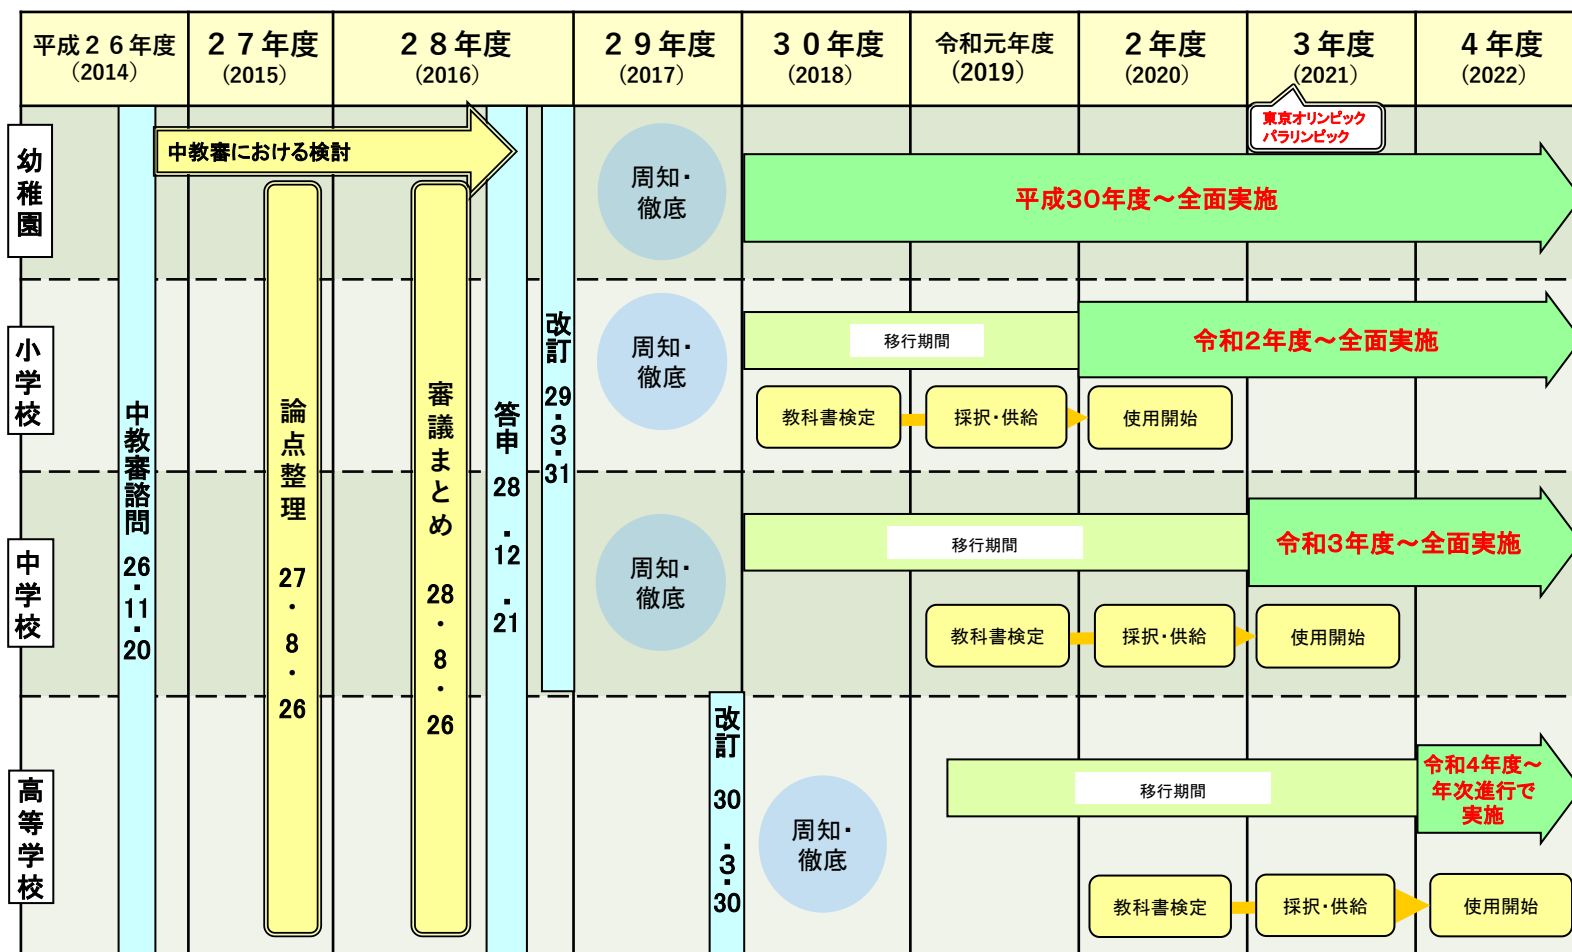 平成２６年度
（2014）
２７年度
（2015）
２８年度
（2016）
２９年度
（2017）
３０年度
（2018）
令和元年度
（2019）
２年度
（2020）
３年度
（2021）
４年度
（2022）
東京オリンピック
パラリンピック
幼稚園
中教審における検討
周知・
徹底
平成30年度～全面実施
小学校
周知・
徹底
移行期間
令和2年度～全面実施
教科書検定
採択・供給
使用開始
中教審諮問 26・11・20
論点整理 27・8・26
審議まとめ 28・8・26
答申 28・12・21
改訂 29・3・31
中学校
周知・
徹底
移行期間
令和3年度～全面実施
教科書検定
採択・供給
使用開始
高等学校
改訂 30・3・30
周知・
徹底
移行期間
令和4年度～
年次進行で
実施
教科書検定
採択・供給
使用開始